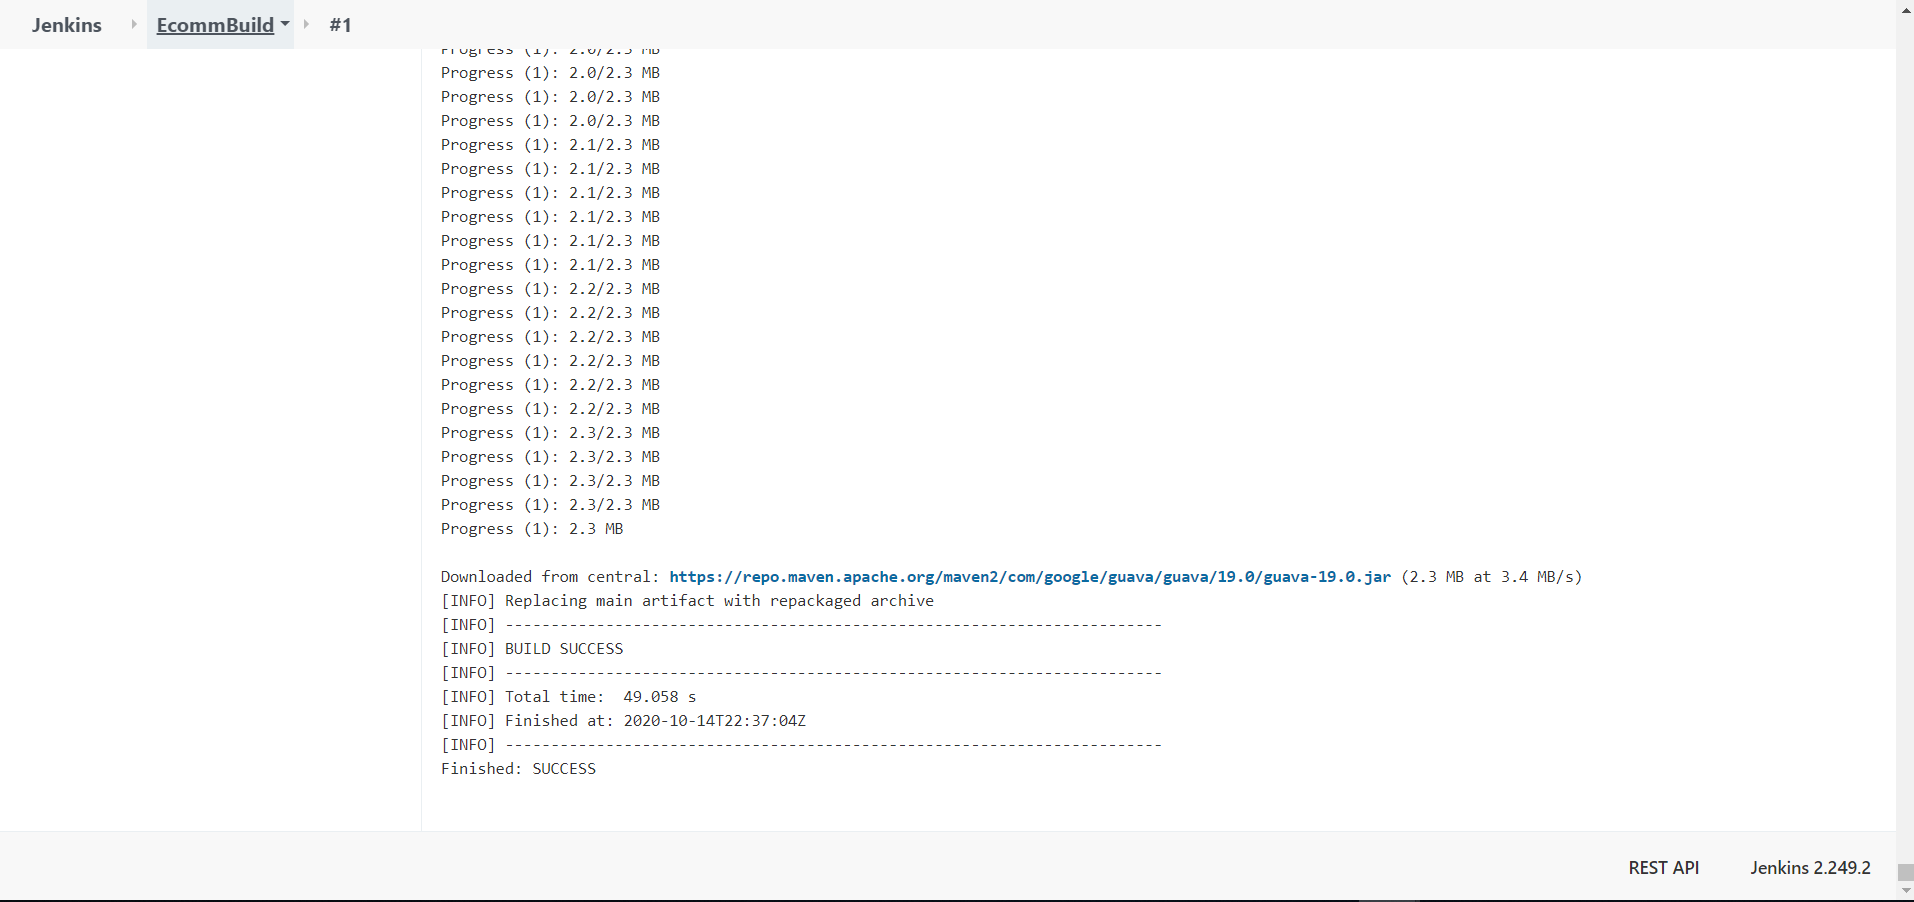 Jenkins EcommBuild #1
Progress (1): 2.0/2.3 MB
Progress (1): 2.0/2.3 MB
Progress (1): 2.0/2.3 MB
Progress (1): 2.0/2.3 MB
Progress (1): 2.1/2.3 MB
Progress (1): 2.1/2.3 MB
Progress (1): 2.1/2.3 MB
Progress (1): 2.1/2.3 MB
Progress (1): 2.1/2.3 MB
Progress (1): 2.1/2.3 MB
Progress (1): 2.2/2.3 MB
Progress (1): 2.2/2.3 MB
Progress (1): 2.2/2.3 MB
Progress (1): 2.2/2.3 MB
Progress (1): 2.2/2.3 MB
Progress (1): 2.2/2.3 MB
Progress (1): 2.3/2.3 MB
Progress (1): 2.3/2.3 MB
Progress (1): 2.3/2.3 MB
Progress (1): 2.3/2.3 MB
Progress (1): 2.3 MB
Downloaded from central: https://repo.maven.apache.org/maven2/com/google/guava/guava/19.0/guava-19.0.jar (2.3 MB at 3.4 MB/s)
[INFO] Replacing main artifact with repackaged archive
[INFO] ------------------------------------------------------------------------
[INFO] BUILD SUCCESS
[INFO] ------------------------------------------------------------------------
[INFO] Total time:  49.058 s
[INFO] Finished at: 2020-10-14T22:37:04Z
[INFO] ------------------------------------------------------------------------
Finished: SUCCESS
REST API Jenkins 2.249.2